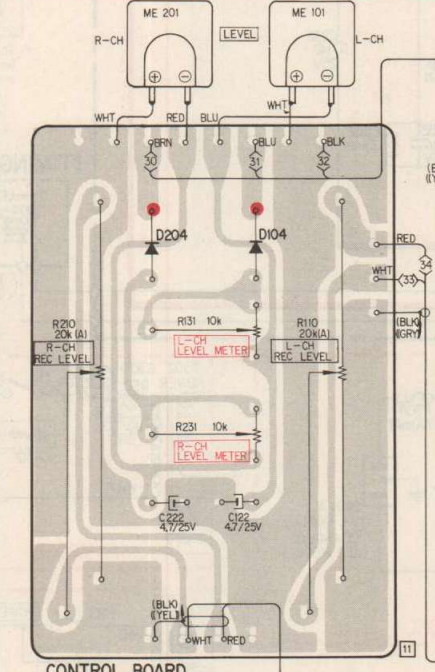 ME 201
ME 101
R-CH
LEVEL
L-CH
+
−
+
−
WHT
RED
BLU
WHT
BRN
BLU
BLK
30
31
32
D204
D104
RED
34
WHT
33
R210
20k(A)
R-CH
REC LEVEL
R131 10k
L-CH
LEVEL METER
R110
20k(A)
L-CH
REC LEVEL
(BLK)
(GRY)
R231 10k
R-CH
LEVEL METER
C222
4.7/25V
C122
4.7/25V
(BLK)
(YEL)
WHT
RED
11
CONTROL BOARD